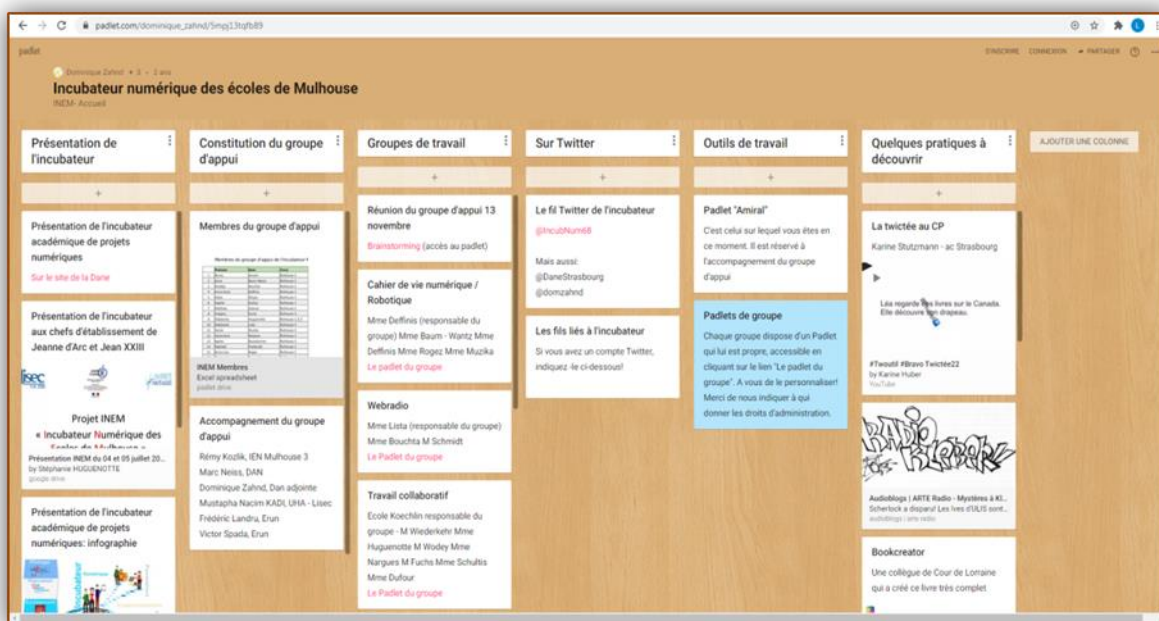 padlet.com/dominique_zahnd/5mpj13tqfb89
padlet
S'INSCRIRE CONNEXION PARTAGER
Dominique Zahnd + 8 • 2 ans
Incubateur numérique des écoles de Mulhouse
INEM- Accueil
Présentation de
l'incubateur
+
Présentation de l'incubateur
académique de projets
numériques
Sur le site de la Dane
Présentation de l'incubateur
aux chefs d'établissement de
Jeanne d'Arc et Jean XXIII
lisec
Projet INEM
« Incubateur Numérique des
Ecoles de Mulhouse »
Présentation INEM du 04 et 05 juillet 20...
by Stéphanie HUGUENOTTE
google drive
Présentation de l'incubateur
académique de projets
numériques: infographie
Incubateur
Constitution du groupe
d'appui
+
Membres du groupe d'appui
INEM Membres
Excel spreadsheet
padlet drive
Accompagnement du groupe
d'appui
Rémy Kozlik, IEN Mulhouse 3
Marc Neiss, DAN
Dominique Zahnd, Dan adjointe
Mustapha Nacim KADI, UHA - Lisec
Frédéric Landru, Erun
Victor Spada, Erun
Groupes de travail
+
Réunion du groupe d'appui 13
novembre
Brainstorming (accès au padlet)
Cahier de vie numérique /
Robotique
Mme Deffinis (responsable du
groupe) Mme Baum - Wantz Mme
Deffinis Mme Rogez Mme Muzika
Le padlet du groupe
Webradio
Mme Lista (responsable du groupe)
Mme Bouchta M Schmidt
Le Padlet du groupe
Travail collaboratif
Ecole Koechlin responsable du
groupe - M Wiederkehr Mme
Huguenotte M Wodey Mme
Nargues M Fuchs Mme Schultis
Mme Dufour
Le Padlet du groupe
Sur Twitter
+
Le fil Twitter de l'incubateur
@IncubNum68
Mais aussi:
@DaneStrasbourg
@domzahnd
Les fils liés à l'incubateur
Si vous avez un compte Twitter,
indiquez -le ci-dessous!
Outils de travail
+
Padlet "Amiral"
C'est celui sur lequel vous êtes en
ce moment. Il est réservé à
l'accompagnement du groupe
d'appui
Padlets de groupe
Chaque groupe dispose d'un Padlet
qui lui est propre, accessible en
cliquant sur le lien "Le padlet du
groupe". A vous de le personnaliser!
Merci de nous indiquer à qui
donner les droits d'administration.
Quelques pratiques à
découvrir
+
La twictée au CP
Karine Stutzmann - ac Strasbourg
Léa regarde des livres sur le Canada.
Elle découvre son drapeau.
#Twoutil #Bravo Twictée22
by Karine Huber
YouTube
RADIO
KLEBER
Audioblogs | ARTE Radio - Mystères à Kl...
Scherlock a disparu! Les Ives d'ULIS sont...
audioblogs | arte radio
Bookcreator
Une collègue de Cour de Lorraine
qui a créé ce livre très complet
AJOUTER UNE COLONNE